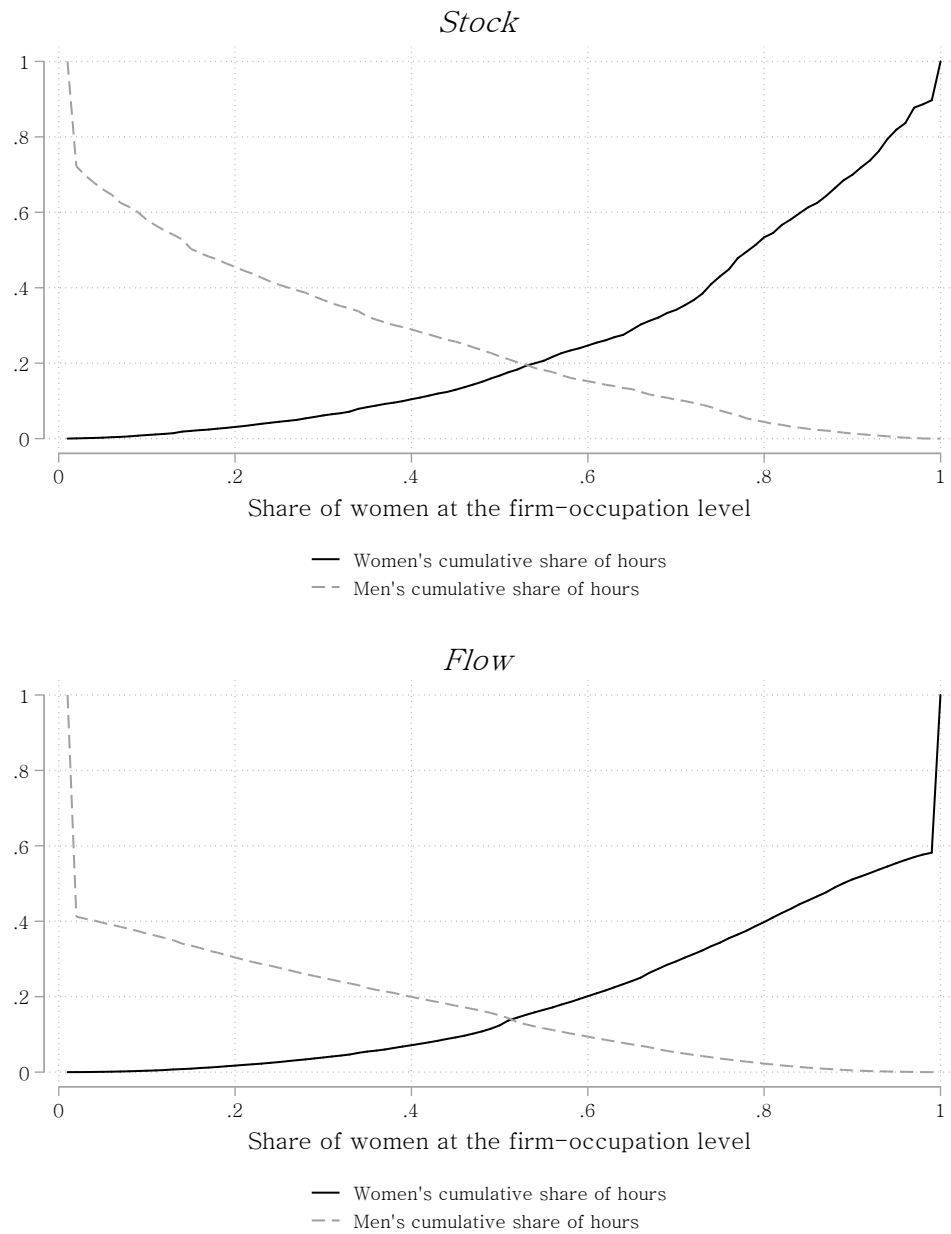 Stock
1
.8
.6
.4
.2
0
0 .2 .4 .6 .8 1
Share of women at the firm-occupation level
Women's cumulative share of hours
Men's cumulative share of hours
Flow
1
.8
.6
.4
.2
0
0 .2 .4 .6 .8 1
Share of women at the firm-occupation level
Women's cumulative share of hours
Men's cumulative share of hours